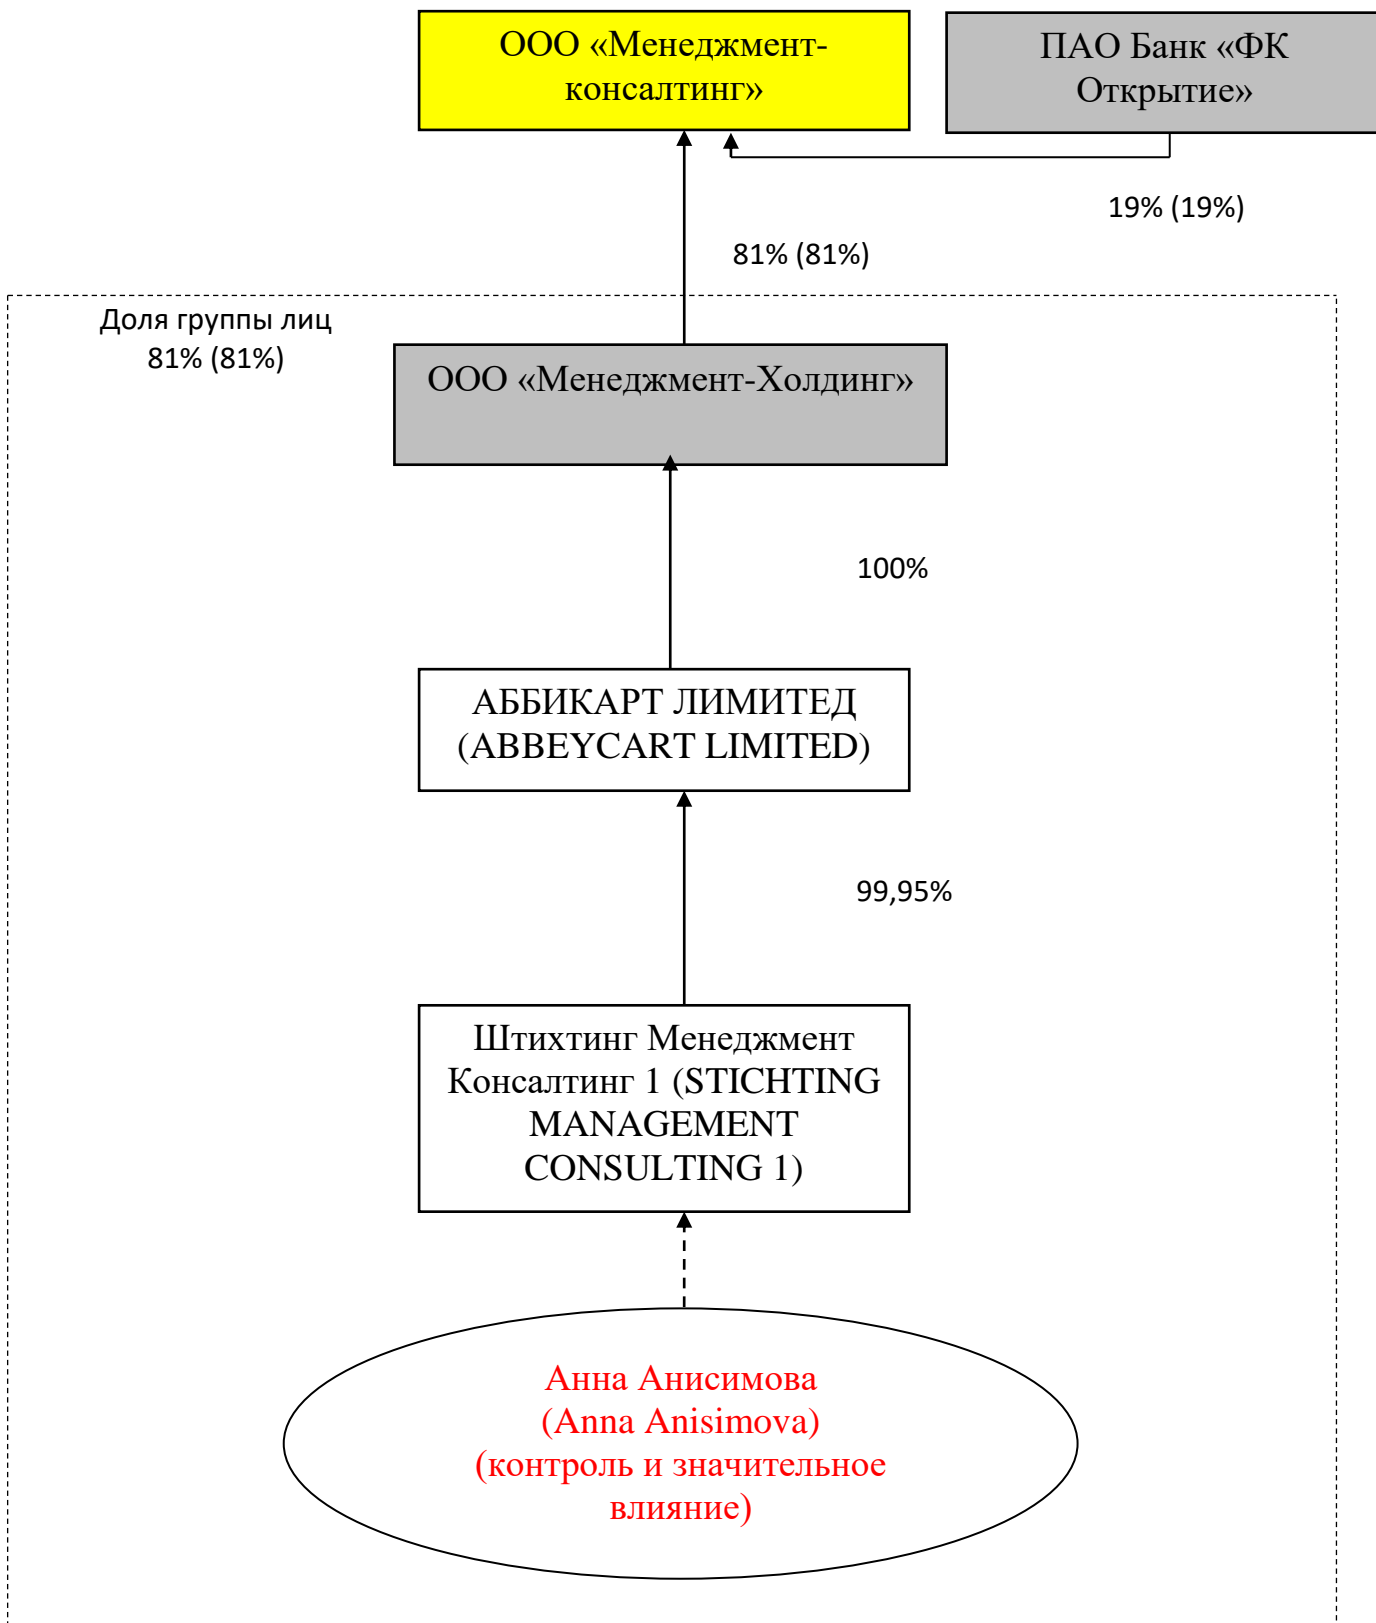 ООО «Менеджмент-
консалтинг»
ПАО Банк «ФК
Открытие»
19% (19%)
81% (81%)
Доля группы лиц
81% (81%)
ООО «Менеджмент-Холдинг»
100%
АББИКАРТ ЛИМИТЕД
(ABBEYCART LIMITED)
99,95%
Штихтинг Менеджмент
Консалтинг 1 (STICHTING
MANAGEMENT
CONSULTING 1)
Анна Анисимова
(Anna Anisimova)
(контроль и значительное
влияние)